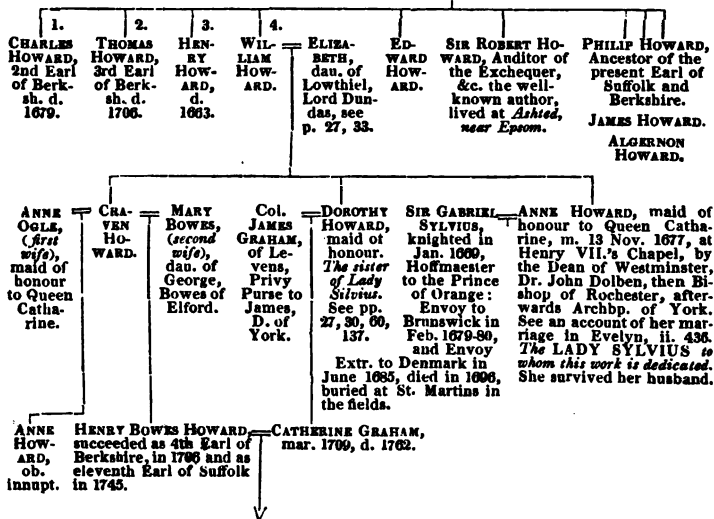 1. 2. 3. 4.
CHARLES
HOWARD,
2nd Earl
of Berk-
sh. d.
1679.
THOMAS
HOWARD,
3rd Earl
of Berk-
sh. d.
1706.
HEN-
RY
HOW-
ARD,
d.
1663.
WIL-
LIAM
HOW-
ARD.
ELIZA-
BETH,
dau. of
Lowthiel,
Lord Dun-
das, see
p. 27, 33.
ED-
WARD
HOW-
ARD.
SIR ROBERT HO-
WARD, Auditor of
the Exchequer,
&c. the well-
known author,
lived at Ashted,
near Epsom.
PHILIP HOWARD,
Ancestor of the
present Earl of
Suffolk and
Berkshire.
JAMES HOWARD.
ALGERNON
HOWARD.
ANNE
OGLE,
(first
wife),
maid of
honour
to Queen
Catha-
rine.
CRA-
VEN
HO-
WARD.
MARY
BOWES,
(second
wife),
dau. of
George,
Bowes of
Elford.
Col.
JAMES
GRAHAM,
of Le-
vens,
Privy
Purse to
James,
D. of
York.
DOROTHY
HOWARD,
maid of
honour.
The sister
of Lady
Silvius.
See pp.
27, 30, 60,
137.
SIR GABRIEL
SYLVIUS,
knighted in
Jan. 1669,
Hoffmaester
to the Prince
of Orange:
Envoy to
Brunswick in
Feb. 1679-80,
and Envoy
Extr. to Denmark in
June 1685, died in 1696,
buried at St. Martins in
the fields.
ANNE HOWARD, maid of
honour to Queen Catha-
rine, m. 13 Nov. 1677, at
Henry VII.'s Chapel, by
the Dean of Westminster,
Dr. John Dolben, then Bi-
shop of Rochester, after-
wards Archbp. of York.
See an account of her mar-
riage in Evelyn, ii. 436.
The LADY SYLVIUS to
whom this work is dedicated.
She survived her husband.
ANNE
HOW-
ARD,
ob.
innupt.
HENRY BOWES HOWARD,
succeeded as 4th Earl of
Berkshire, in 1706 and as
eleventh Earl of Suffolk
in 1745.
CATHERINE GRAHAM,
mar. 1709, d. 1762.